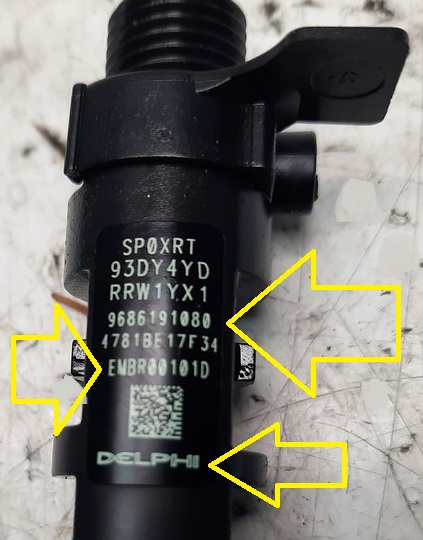 SP0XRT
93DY4YD
RRW1YX1
9686191080
4781BE17F34
EMBR00101D
DELPHI